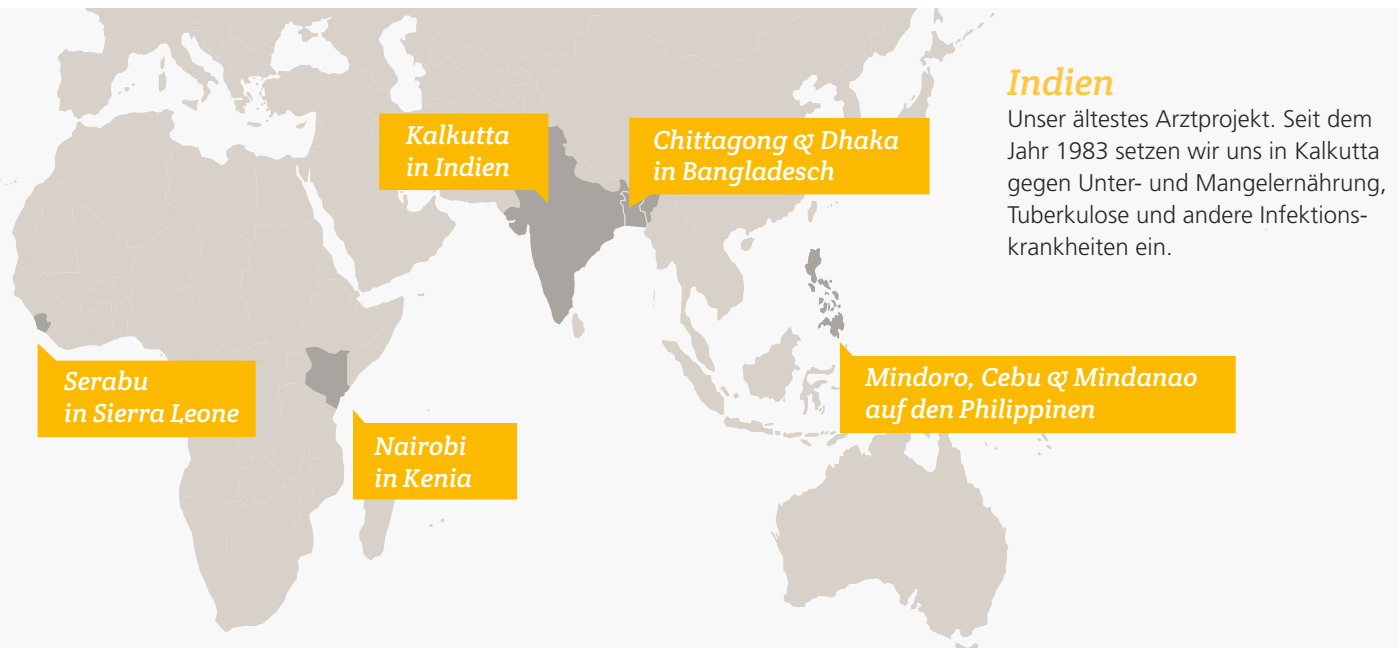 Indien
Unser ältestes Arztprojekt. Seit dem
Jahr 1983 setzen wir uns in Kalkutta
gegen Unter- und Mangelernährung,
Tuberkulose und andere Infektions-
krankheiten ein.
Kalkutta
in Indien
Chittagong & Dhaka
in Bangladesch
Serabu
in Sierra Leone
Nairobi
in Kenia
Mindoro, Cebu & Mindanao
auf den Philippinen